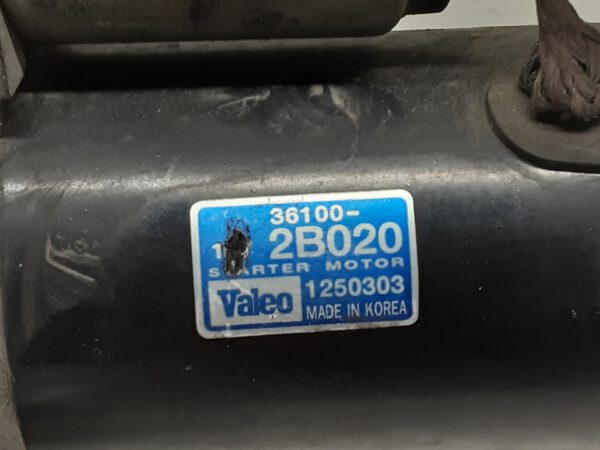 36100-
2B020
STARTER MOTOR
Valeo 1250303
MADE IN KOREA